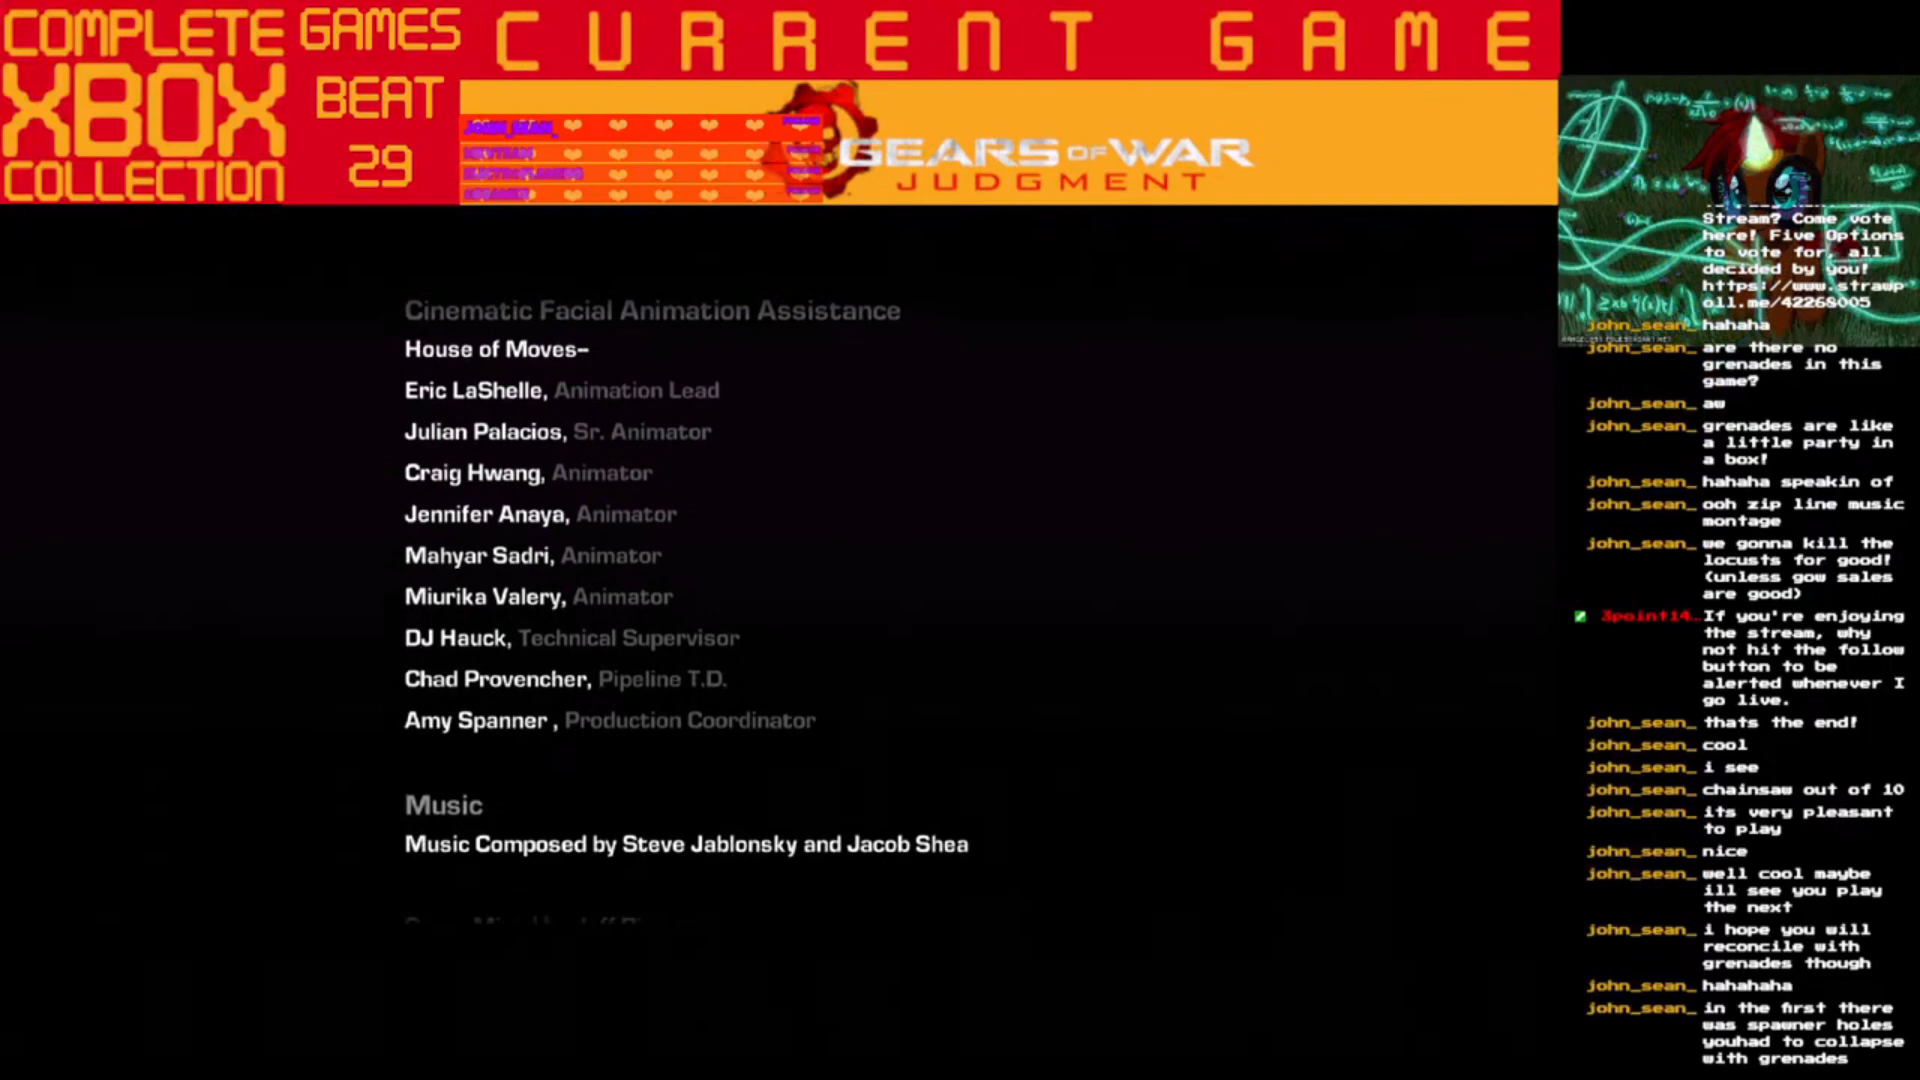 COMPLETE
XBOX
COLLECTION
GAMES
BEAT
29
CURRENT GAME
GEARS OF WAR
JUDGMENT
JOHN_SEAN_
Cinematic Facial Animation Assistance
House of Moves–
Eric LaShelle, Animation Lead
Julian Palacios, Sr. Animator
Craig Hwang, Animator
Jennifer Anaya, Animator
Mahyar Sadri, Animator
Miurika Valery, Animator
DJ Hauck, Technical Supervisor
Chad Provencher, Pipeline T.D.
Amy Spanner , Production Coordinator
Music
Music Composed by Steve Jablonsky and Jacob Shea
Stream? Come vote
here! Five Options
to vote for, all
decided by you!
https://www.strawp
oll.me/42268005
john_sean_ hahaha
john_sean_ are there no
grenades in this
game?
john_sean_ aw
john_sean_ grenades are like
a little party in
a box!
john_sean_ hahaha speakin of
john_sean_ ooh zip line music
montage
john_sean_ we gonna kill the
locusts for good!
(unless gow sales
are good)
3point14… If you're enjoying
the stream, why
not hit the follow
button to be
alerted whenever I
go live.
john_sean_ thats the end!
john_sean_ cool
john_sean_ i see
john_sean_ chainsaw out of 10
john_sean_ its very pleasant
to play
john_sean_ nice
john_sean_ well cool maybe
ill see you play
the next
john_sean_ i hope you will
reconcile with
grenades though
john_sean_ hahahaha
john_sean_ in the first there
was spawner holes
youhad to collapse
with grenades